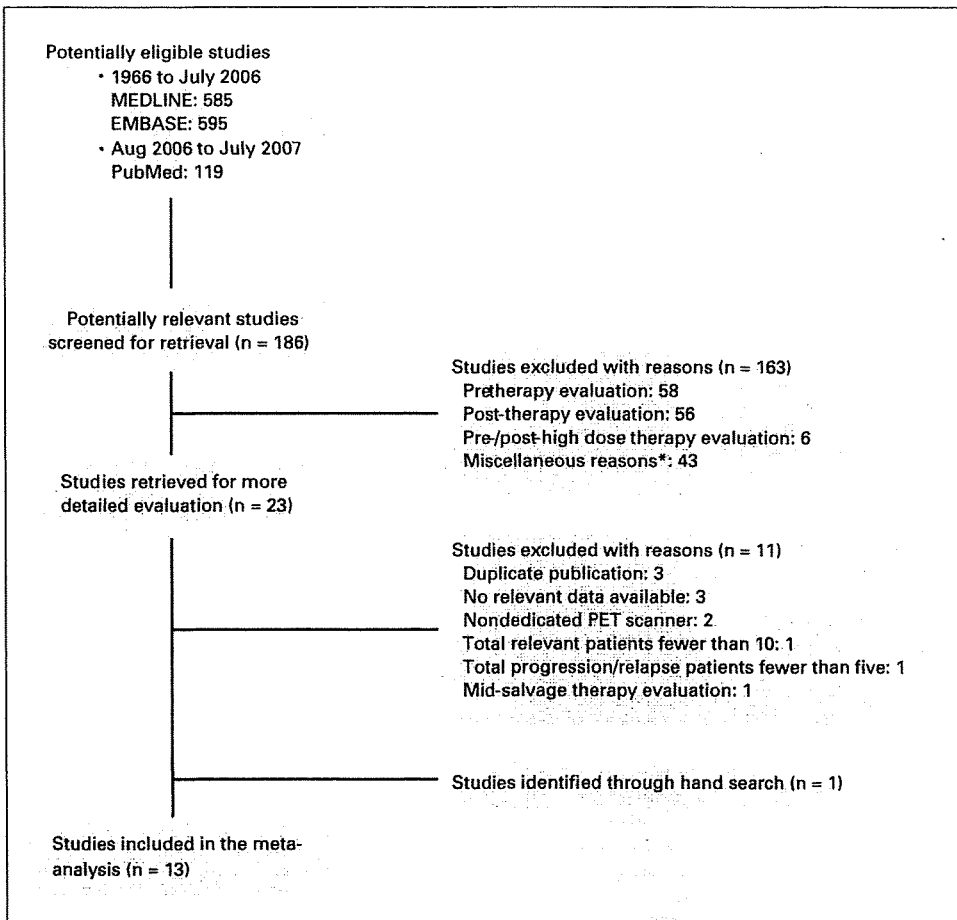 Potentially eligible studies
• 1966 to July 2006
MEDLINE: 585
EMBASE: 595
• Aug 2006 to July 2007
PubMed: 119
Potentially relevant studies
screened for retrieval (n = 186)
Studies excluded with reasons (n = 163)
Pretherapy evaluation: 58
Post-therapy evaluation: 56
Pre-/post-high dose therapy evaluation: 6
Miscellaneous reasons*: 43
Studies retrieved for more
detailed evaluation (n = 23)
Studies excluded with reasons (n = 11)
Duplicate publication: 3
No relevant data available: 3
Nondedicated PET scanner: 2
Total relevant patients fewer than 10: 1
Total progression/relapse patients fewer than five: 1
Mid-salvage therapy evaluation: 1
Studies identified through hand search (n = 1)
Studies included in the meta-
analysis (n = 13)